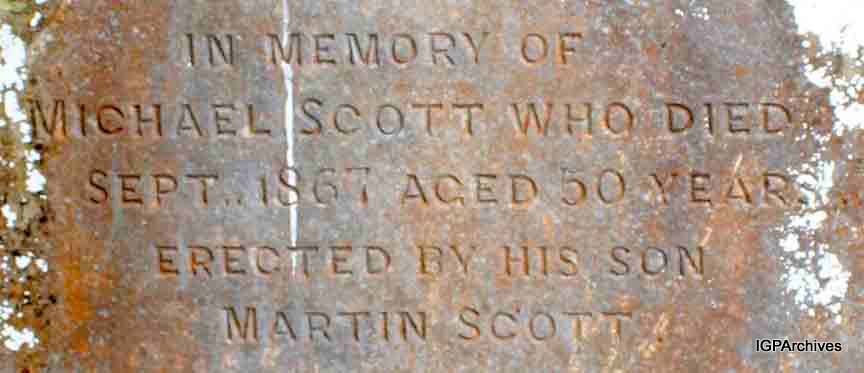 IN MEMORY OF
MICHAEL SCOTT WHO DIED
SEPT., 1867 AGED 50 YEARS.
ERECTED BY HIS SON
MARTIN SCOTT.
IGPArchives